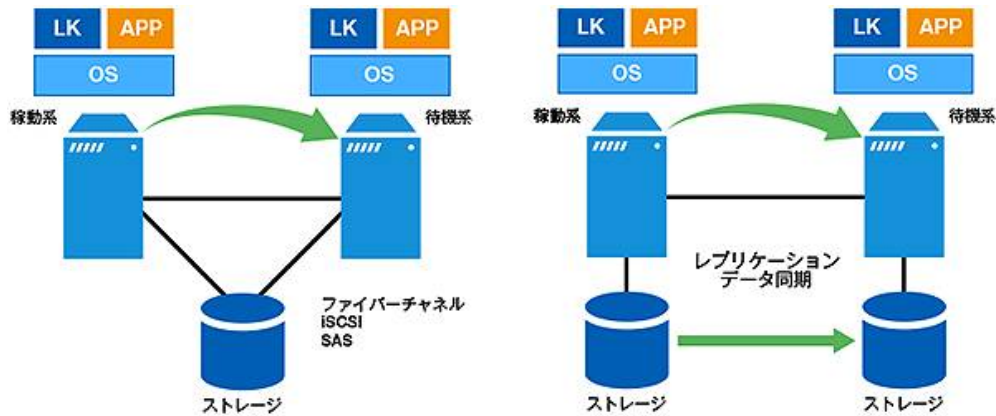 LK APP
OS
稼動系
LK APP
OS
待機系
ファイバーチャネル
iSCSI
SAS
ストレージ
LK APP
OS
稼動系
LK APP
OS
待機系
レプリケーション
データ同期
ストレージ
ストレージ